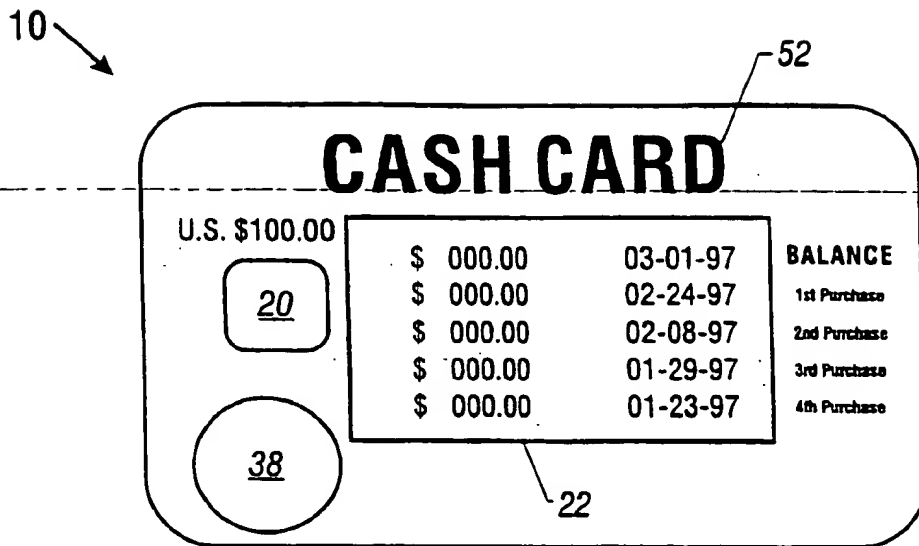 10
52
CASH CARD
U.S. $100.00
$ 000.00 03-01-97 BALANCE
20
$ 000.00 02-24-97 1st Purchase
$ 000.00 02-08-97 2nd Purchase
$ 000.00 01-29-97 3rd Purchase
$ 000.00 01-23-97 4th Purchase
38
22